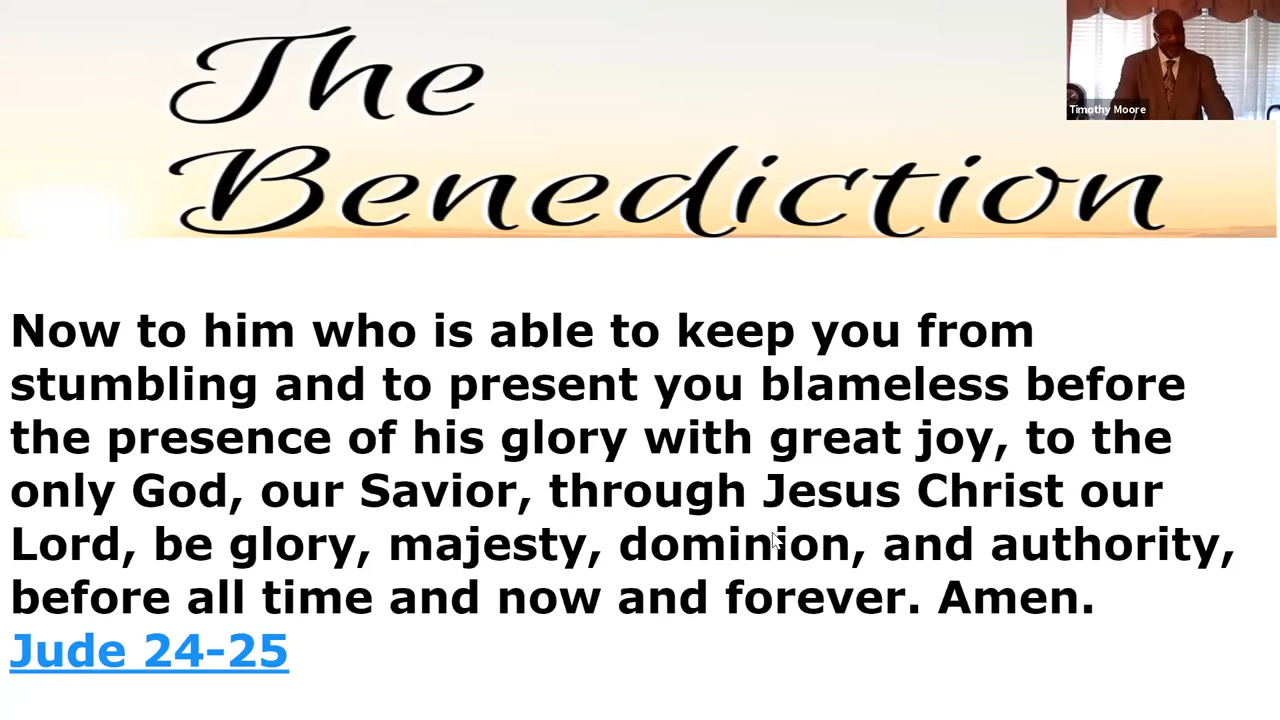 The
Benediction
Timothy Moore
Now to him who is able to keep you from
stumbling and to present you blameless before
the presence of his glory with great joy, to the
only God, our Savior, through Jesus Christ our
Lord, be glory, majesty, dominion, and authority,
before all time and now and forever. Amen.
Jude 24-25